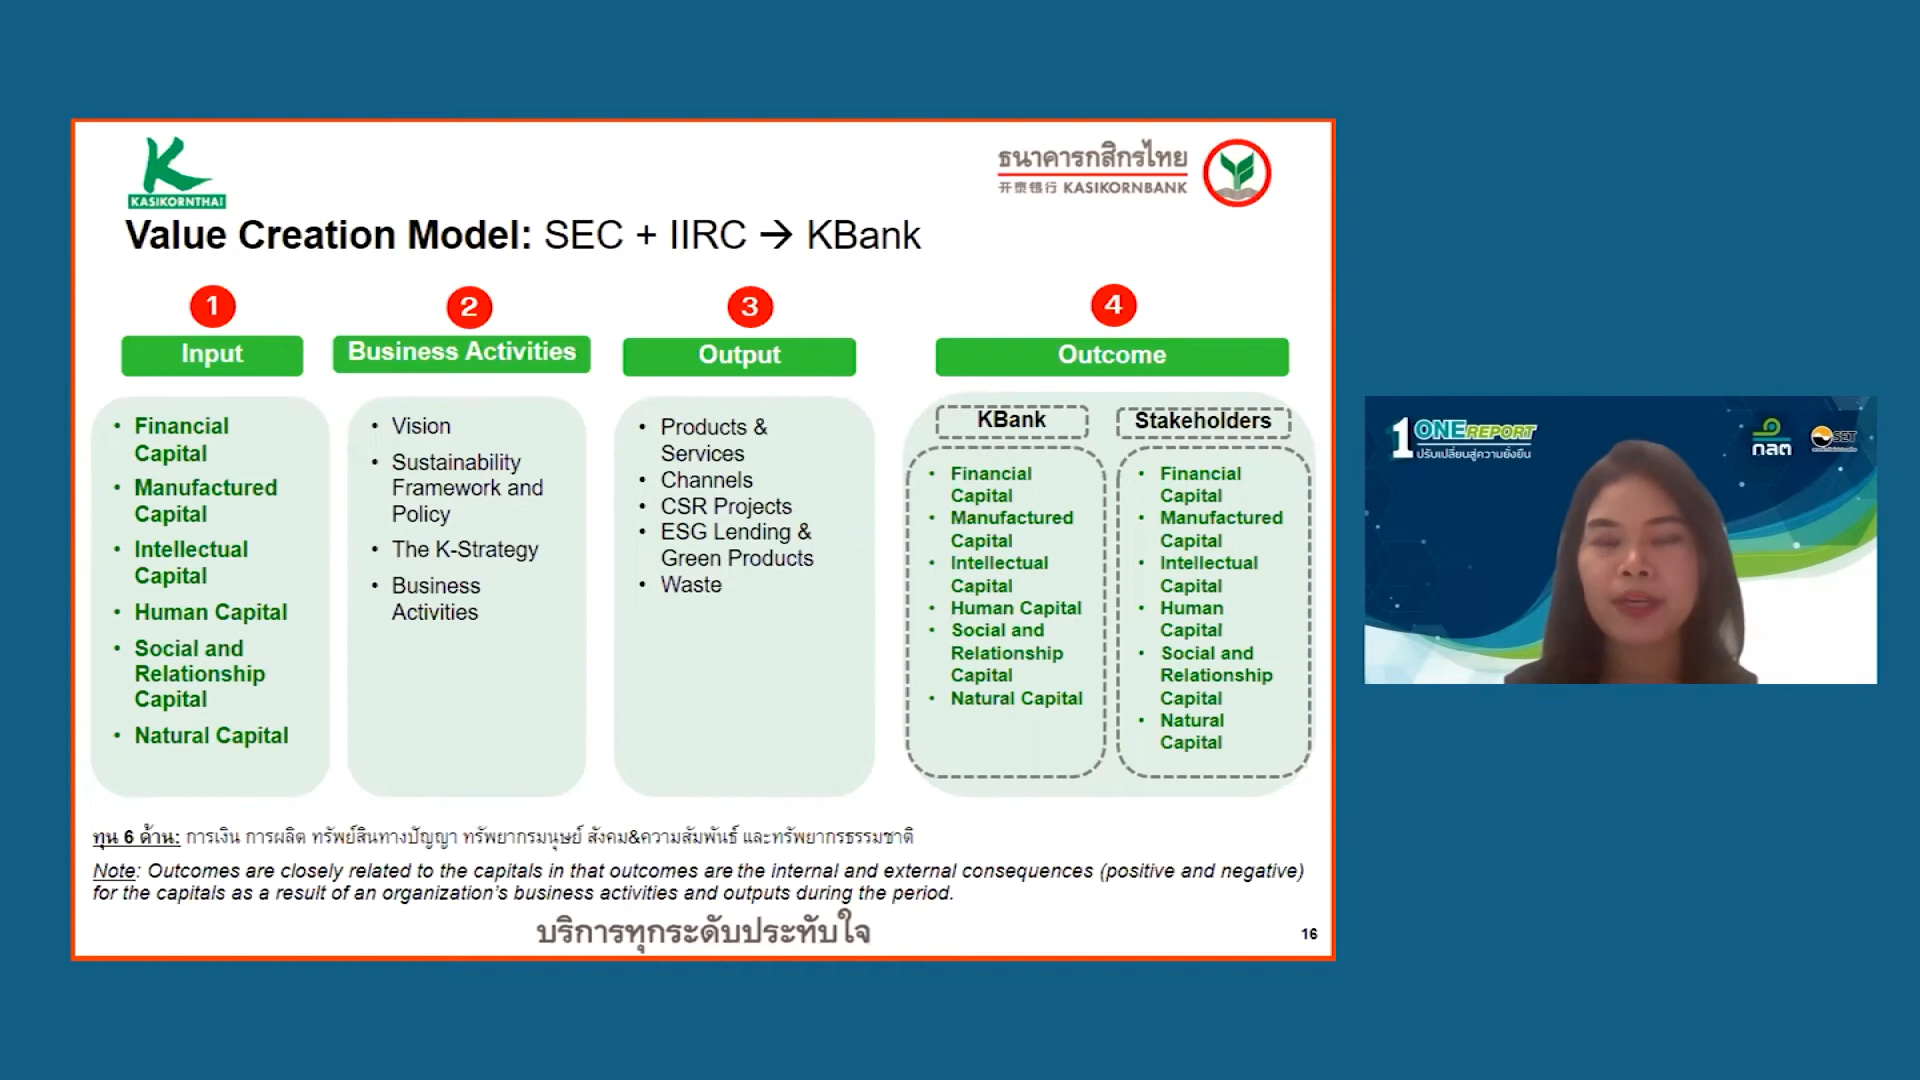 KASIKORNTHAI
ธนาคารกสิกรไทย
开泰银行 KASIKORNBANK
Value Creation Model: SEC + IIRC → KBank
1
Input
• Financial
Capital
• Manufactured
Capital
• Intellectual
Capital
• Human Capital
• Social and
Relationship
Capital
• Natural Capital
2
Business Activities
• Vision
• Sustainability
Framework and
Policy
• The K-Strategy
• Business
Activities
3
Output
• Products &
Services
• Channels
• CSR Projects
• ESG Lending &
Green Products
• Waste
4
Outcome
KBank
• Financial
Capital
• Manufactured
Capital
• Intellectual
Capital
• Human Capital
• Social and
Relationship
Capital
• Natural Capital
Stakeholders
• Financial
Capital
• Manufactured
Capital
• Intellectual
Capital
• Human
Capital
• Social and
Relationship
Capital
• Natural
Capital
ทุน 6 ด้าน: การเงิน การผลิต ทรัพย์สินทางปัญญา ทรัพยากรมนุษย์ สังคม&ความสัมพันธ์ และทรัพยากรธรรมชาติ
Note: Outcomes are closely related to the capitals in that outcomes are the internal and external consequences (positive and negative)
for the capitals as a result of an organization's business activities and outputs during the period.
บริการทุกระดับประทับใจ
16
1 ONE REPORT
ปรับเปลี่ยนสู่ความยั่งยืน
กลต
SET